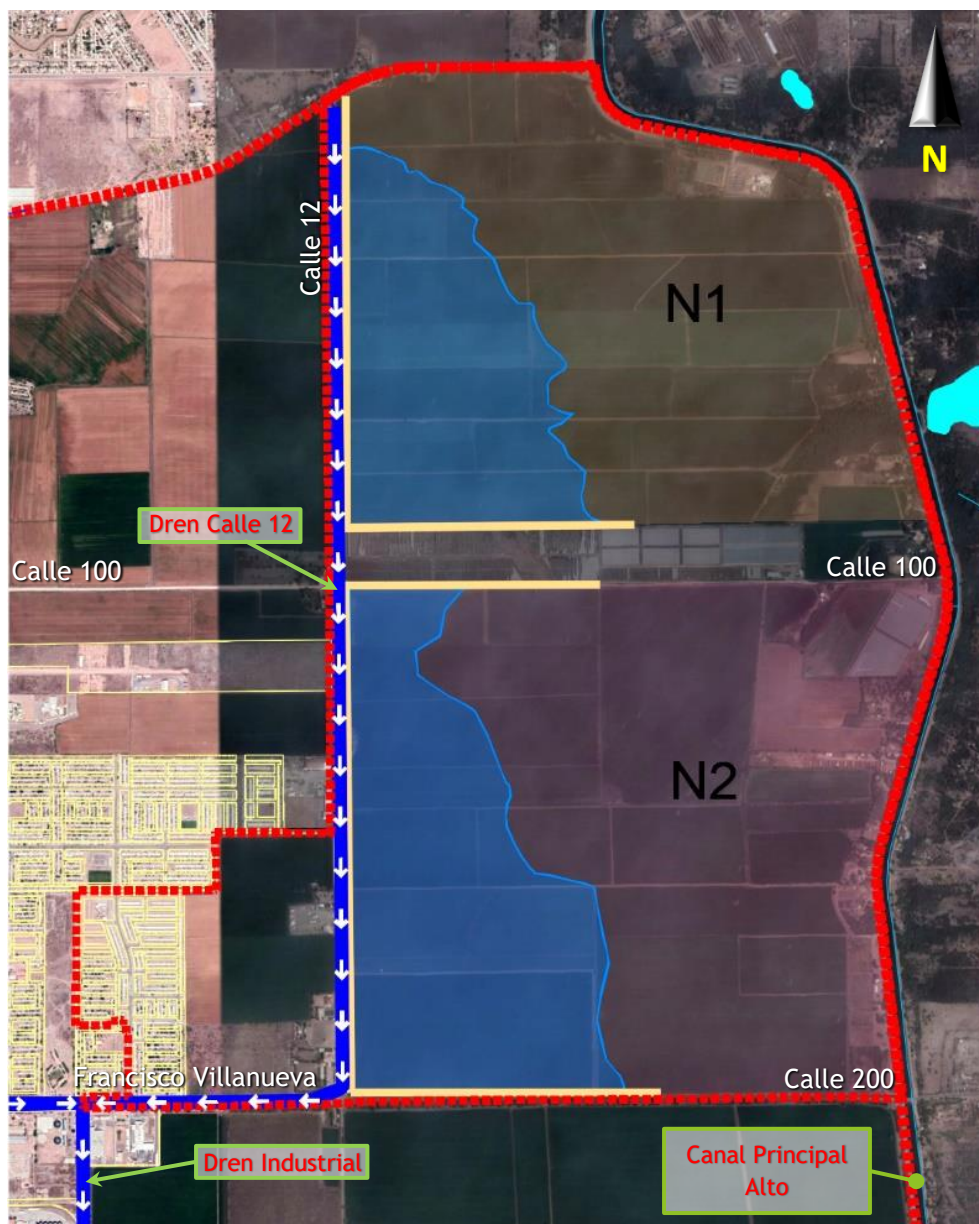 N
Calle 12
N1
Dren Calle 12
Calle 100
Calle 100
N2
Francisco Villanueva
Calle 200
Dren Industrial
Canal Principal
Alto